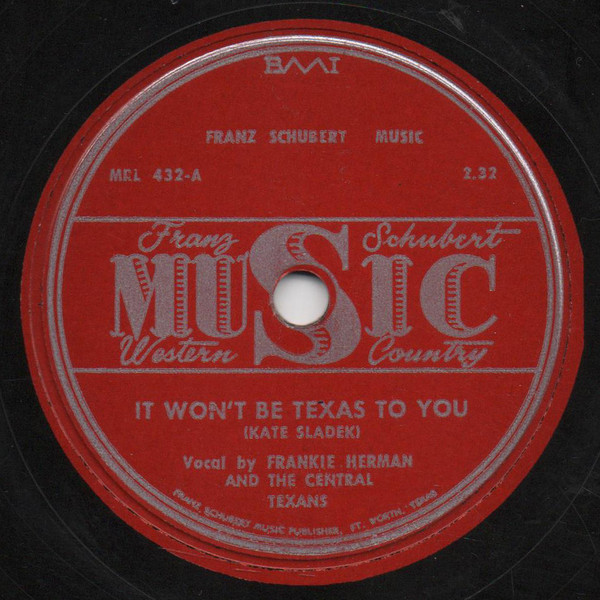 BMI
FRANZ SCHUBERT MUSIC
MRL 432-A 2.32
Franz Schubert
MUSIC
Western Country
IT WON'T BE TEXAS TO YOU
(KATE SLADEK)
Vocal by FRANKIE HERMAN
AND THE CENTRAL
TEXANS
FRANZ SCHUBERT MUSIC PUBLISHER, FT. WORTH, TEXAS